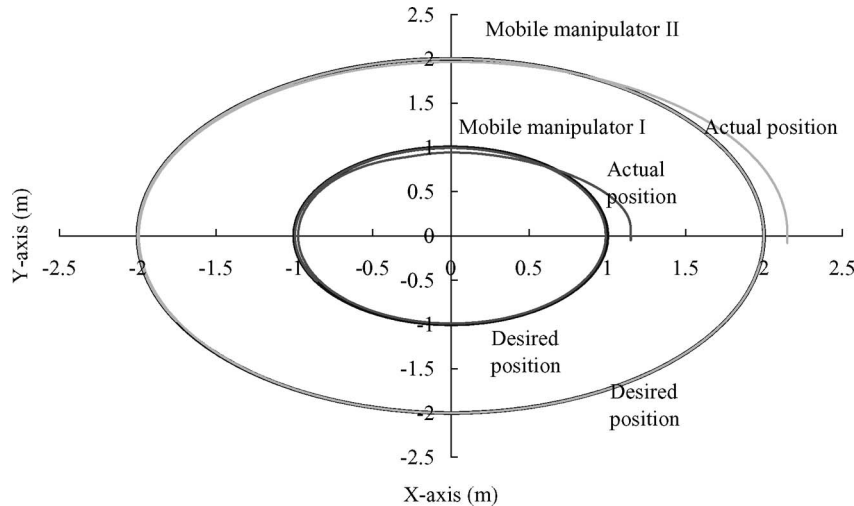 2.5
Mobile manipulator II
2
1.5
Actual position
Mobile manipulator I
1
Actual
position
0.5
Y-axis (m)
0
-2.5 -2 -1.5 -1 -0.5 0 0.5 1 1.5 2 2.5
-0.5
-1
Desired
position
-1.5
Desired
position
-2
-2.5
X-axis (m)